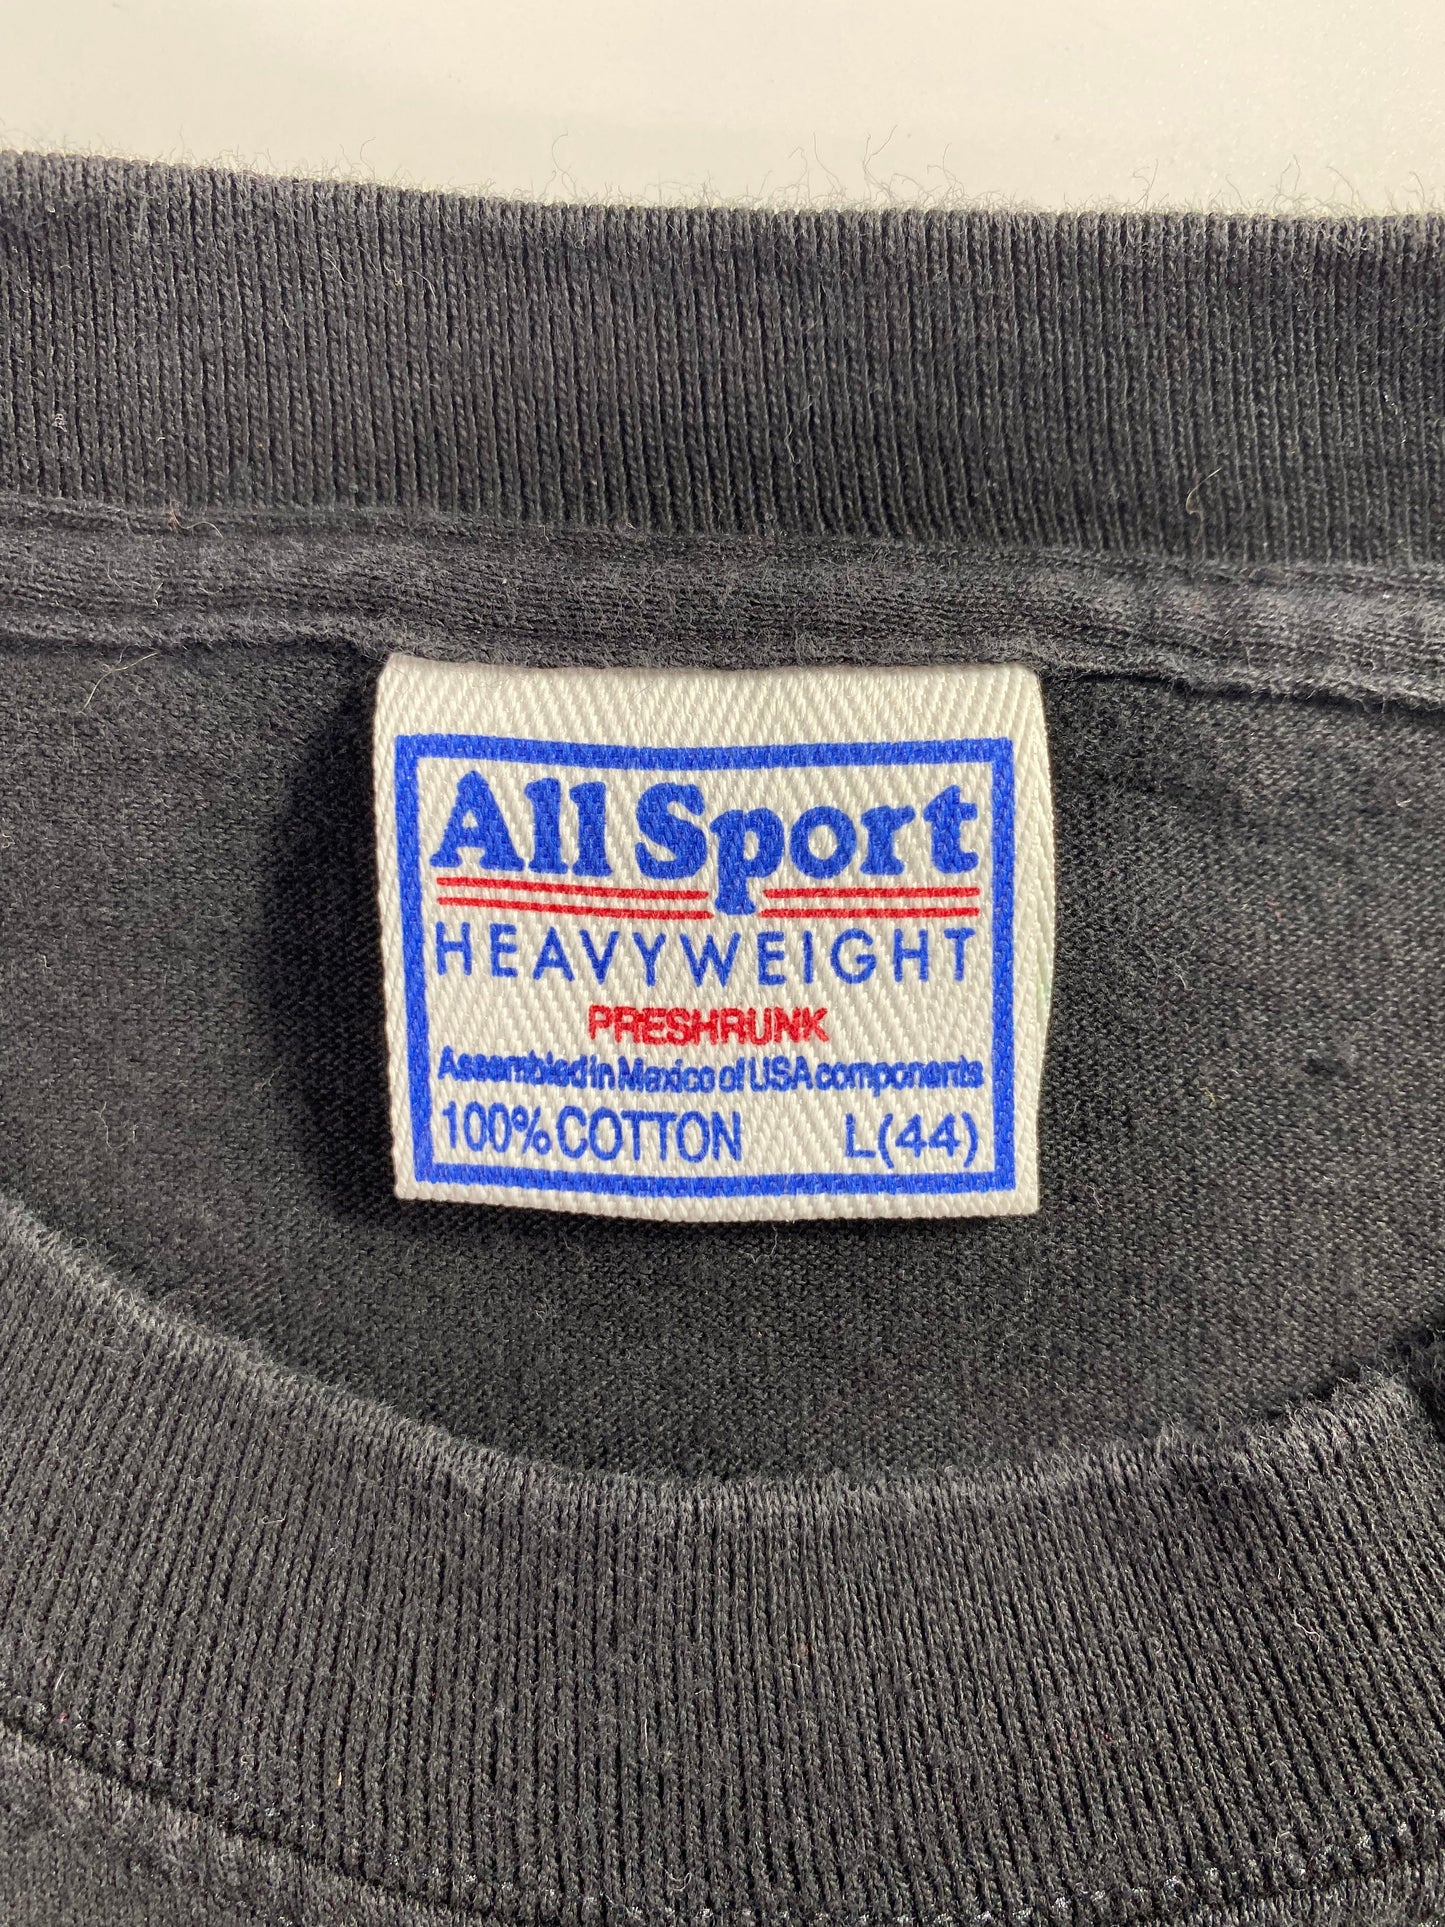 All Sport
HEAVYWEIGHT
PRESHRUNK
Assembled in Mexico of USA components
100% COTTON L(44)